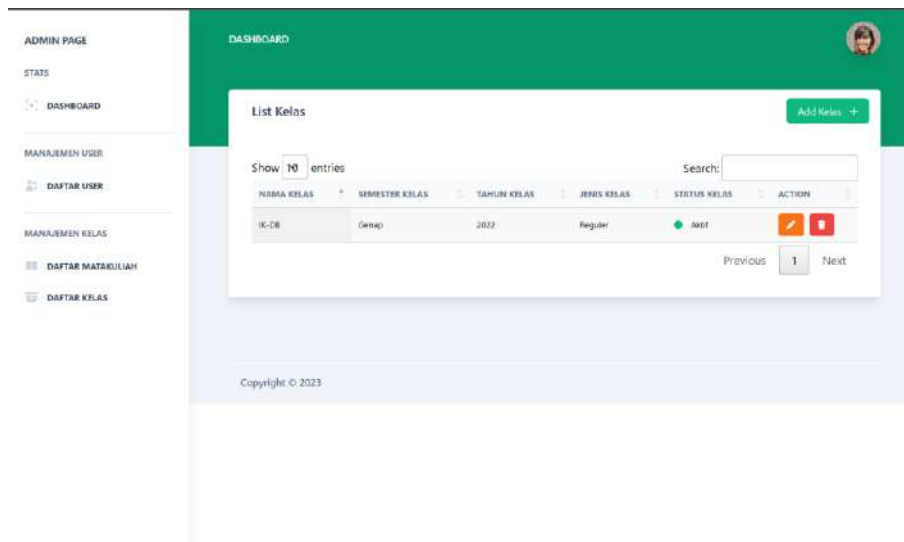 ADMIN PAGE
STATS
DASHBOARD
MANAJEMEN USER
DAFTAR USER
MANAJEMEN KELAS
DAFTAR MATAKULIAH
DAFTAR KELAS
DASHBOARD
List Kelas
Add Kelas +
Show 10 entries
Search:
NAMA KELAS SEMESTER KELAS TAHUN KELAS JENIS KELAS STATUS KELAS ACTION
Genap 2022 Reguler Aktif
Previous 1 Next
Copyright © 2023